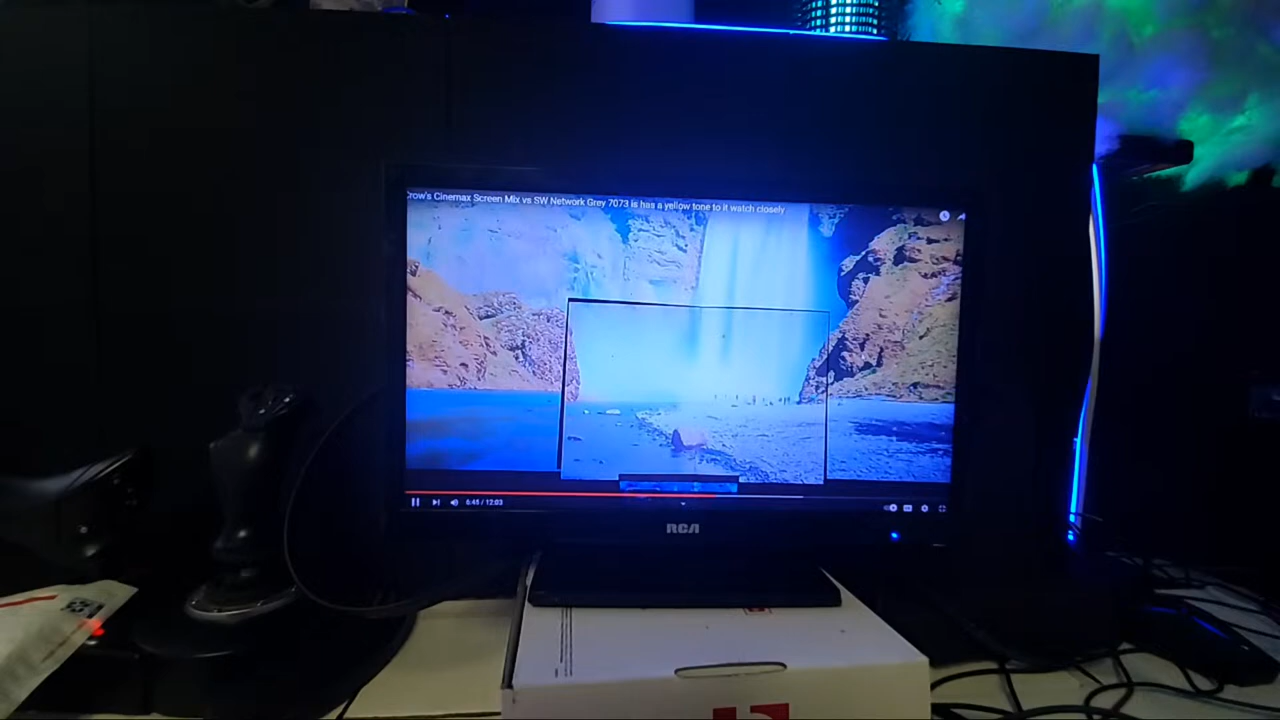 Crow's Cinemax Screen Mix vs SW Network Grey 7073 is has a yellow tone to it watch closely
6:45 / 12:03
RCA